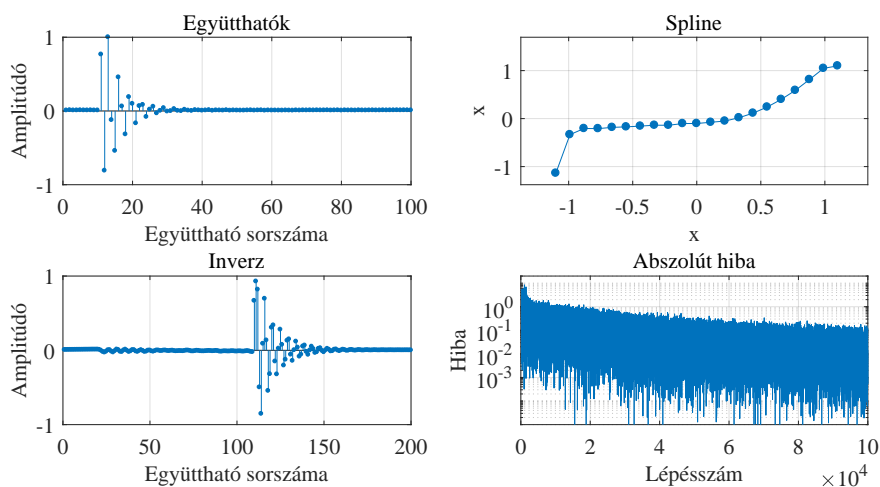 Együtthatók
1
0
-1
Amplitúdó
0 20 40 60 80 100
Együttható sorszáma
Spline
1
0
-1
x
-1 -0.5 0 0.5 1
x
Inverz
1
0
-1
Amplitúdó
0 50 100 150 200
Együttható sorszáma
Abszolút hiba
10^0
10^-1
10^-2
10^-3
Hiba
0 2 4 6 8 10
Lépésszám
×10^4